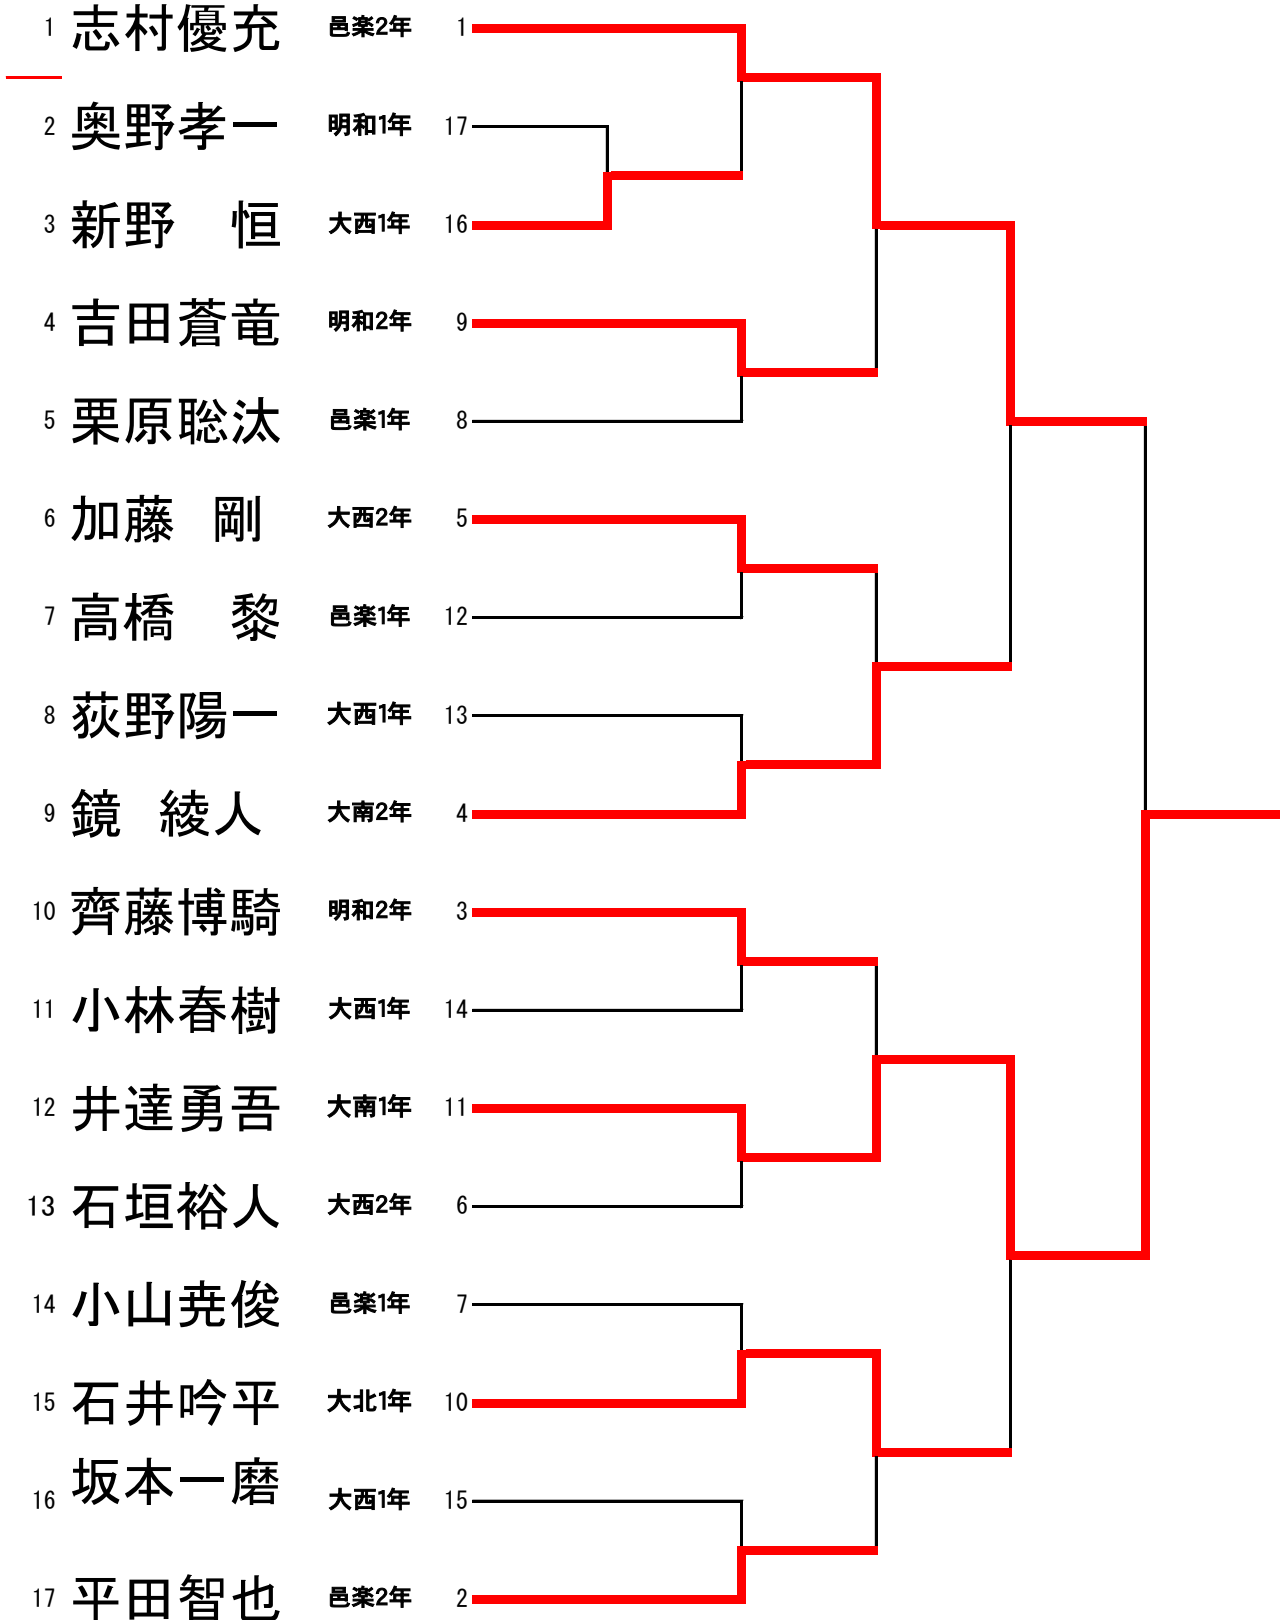 1 志村優充 邑楽2年 1
2 奥野孝一 明和1年 17
3 新野 恒 大西1年 16
4 吉田蒼竜 明和2年 9
5 栗原聡汰 邑楽1年 8
6 加藤 剛 大西2年 5
7 高橋 黎 邑楽1年 12
8 荻野陽一 大西1年 13
9 鏡 綾人 大南2年 4
10 齊藤博騎 明和2年 3
11 小林春樹 大西1年 14
12 井達勇吾 大南1年 11
13 石垣裕人 大西2年 6
14 小山尭俊 邑楽1年 7
15 石井吟平 大北1年 10
16 坂本一磨 大西1年 15
17 平田智也 邑楽2年 2